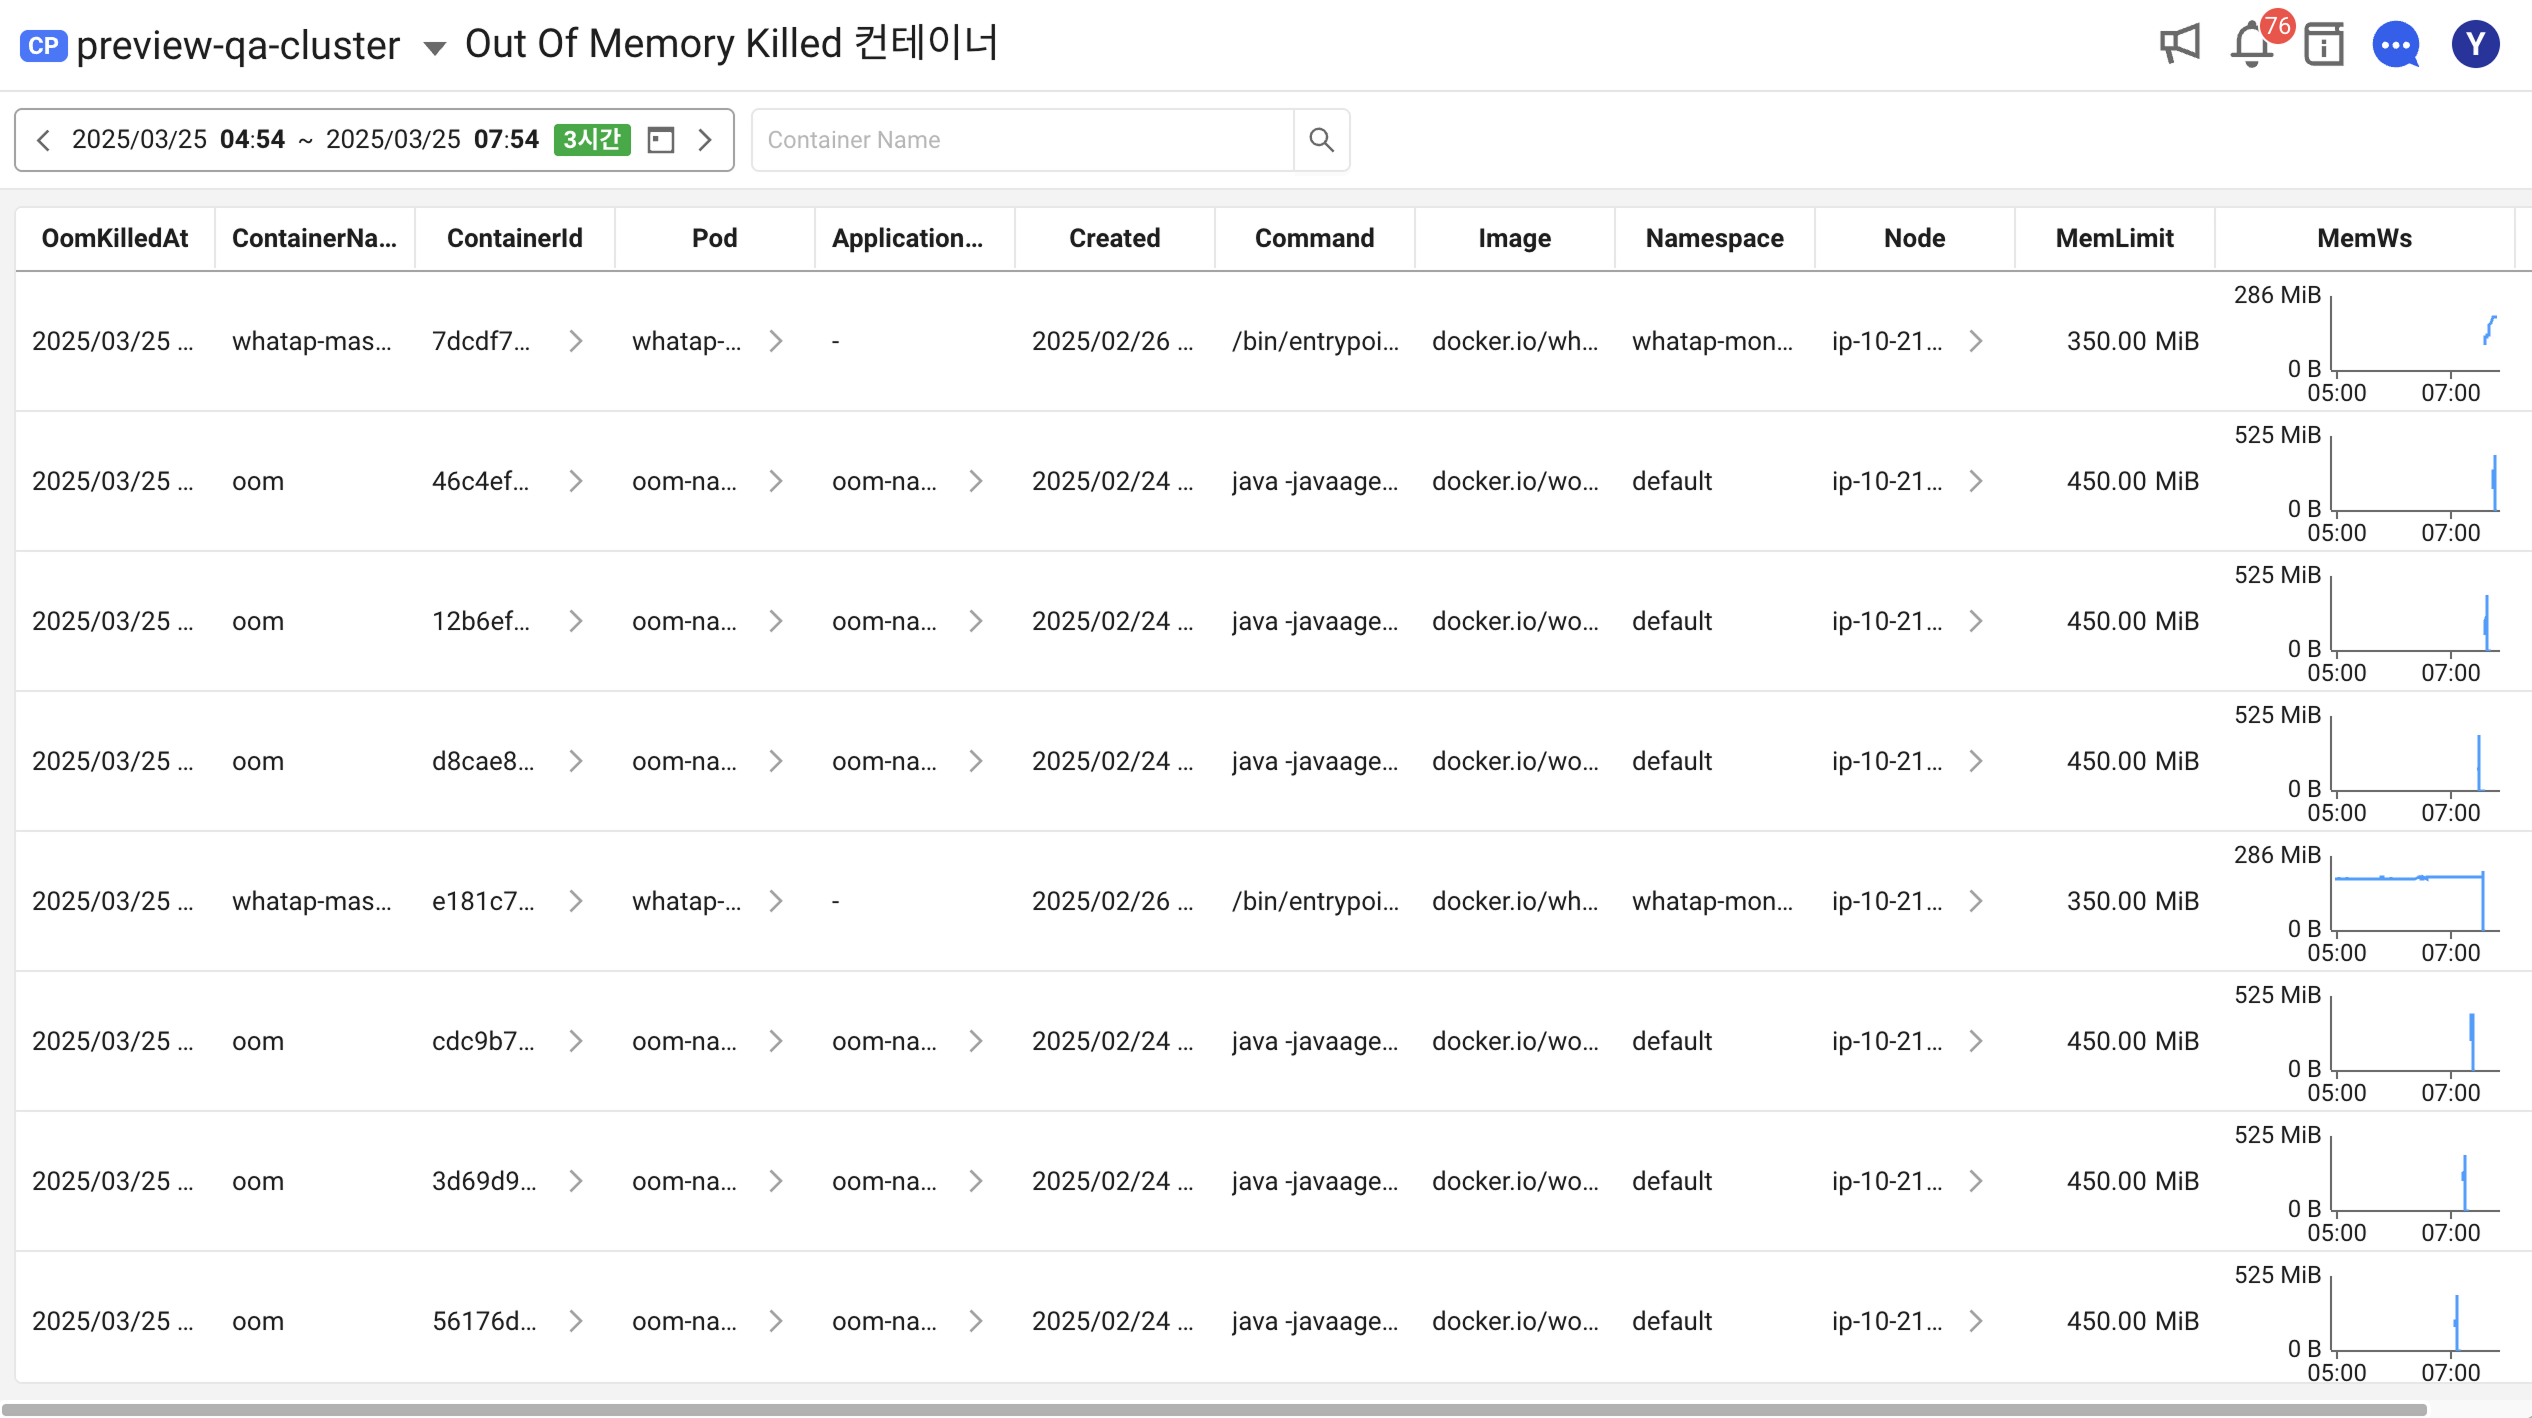 CP preview-qa-cluster Out Of Memory Killed 컨테이너 76 Y
2025/03/25 04:54 ~ 2025/03/25 07:54 3시간 Container Name
OomKilledAt ContainerNa... ContainerId Pod Application... Created Command Image Namespace Node MemLimit MemWs
2025/03/25 ... whatap-mas... 7dcdf7... whatap-... - 2025/02/26 ... /bin/entrypoi... docker.io/wh... whatap-mon... ip-10-21... 350.00 MiB 286 MiB
0 B
05:00 07:00
2025/03/25 ... oom 46c4ef... oom-na... oom-na... 2025/02/24 ... java -javaage... docker.io/wo... default ip-10-21... 450.00 MiB 525 MiB
0 B
05:00 07:00
2025/03/25 ... oom 12b6ef... oom-na... oom-na... 2025/02/24 ... java -javaage... docker.io/wo... default ip-10-21... 450.00 MiB 525 MiB
0 B
05:00 07:00
2025/03/25 ... oom d8cae8... oom-na... oom-na... 2025/02/24 ... java -javaage... docker.io/wo... default ip-10-21... 450.00 MiB 525 MiB
0 B
05:00 07:00
2025/03/25 ... whatap-mas... e181c7... whatap-... - 2025/02/26 ... /bin/entrypoi... docker.io/wh... whatap-mon... ip-10-21... 350.00 MiB 286 MiB
0 B
05:00 07:00
2025/03/25 ... oom cdc9b7... oom-na... oom-na... 2025/02/24 ... java -javaage... docker.io/wo... default ip-10-21... 450.00 MiB 525 MiB
0 B
05:00 07:00
2025/03/25 ... oom 3d69d9... oom-na... oom-na... 2025/02/24 ... java -javaage... docker.io/wo... default ip-10-21... 450.00 MiB 525 MiB
0 B
05:00 07:00
2025/03/25 ... oom 56176d... oom-na... oom-na... 2025/02/24 ... java -javaage... docker.io/wo... default ip-10-21... 450.00 MiB 525 MiB
0 B
05:00 07:00